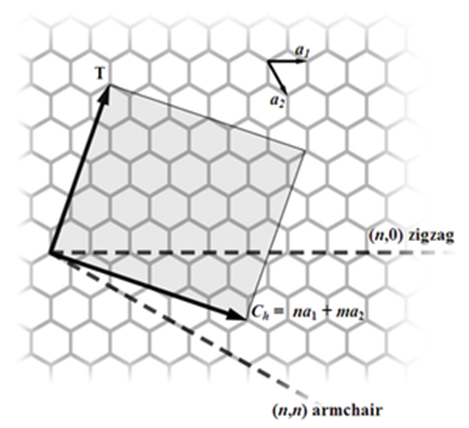 a₁
T
a₂
(n,0) zigzag
Cₕ = na₁ + ma₂
(n,n) armchair